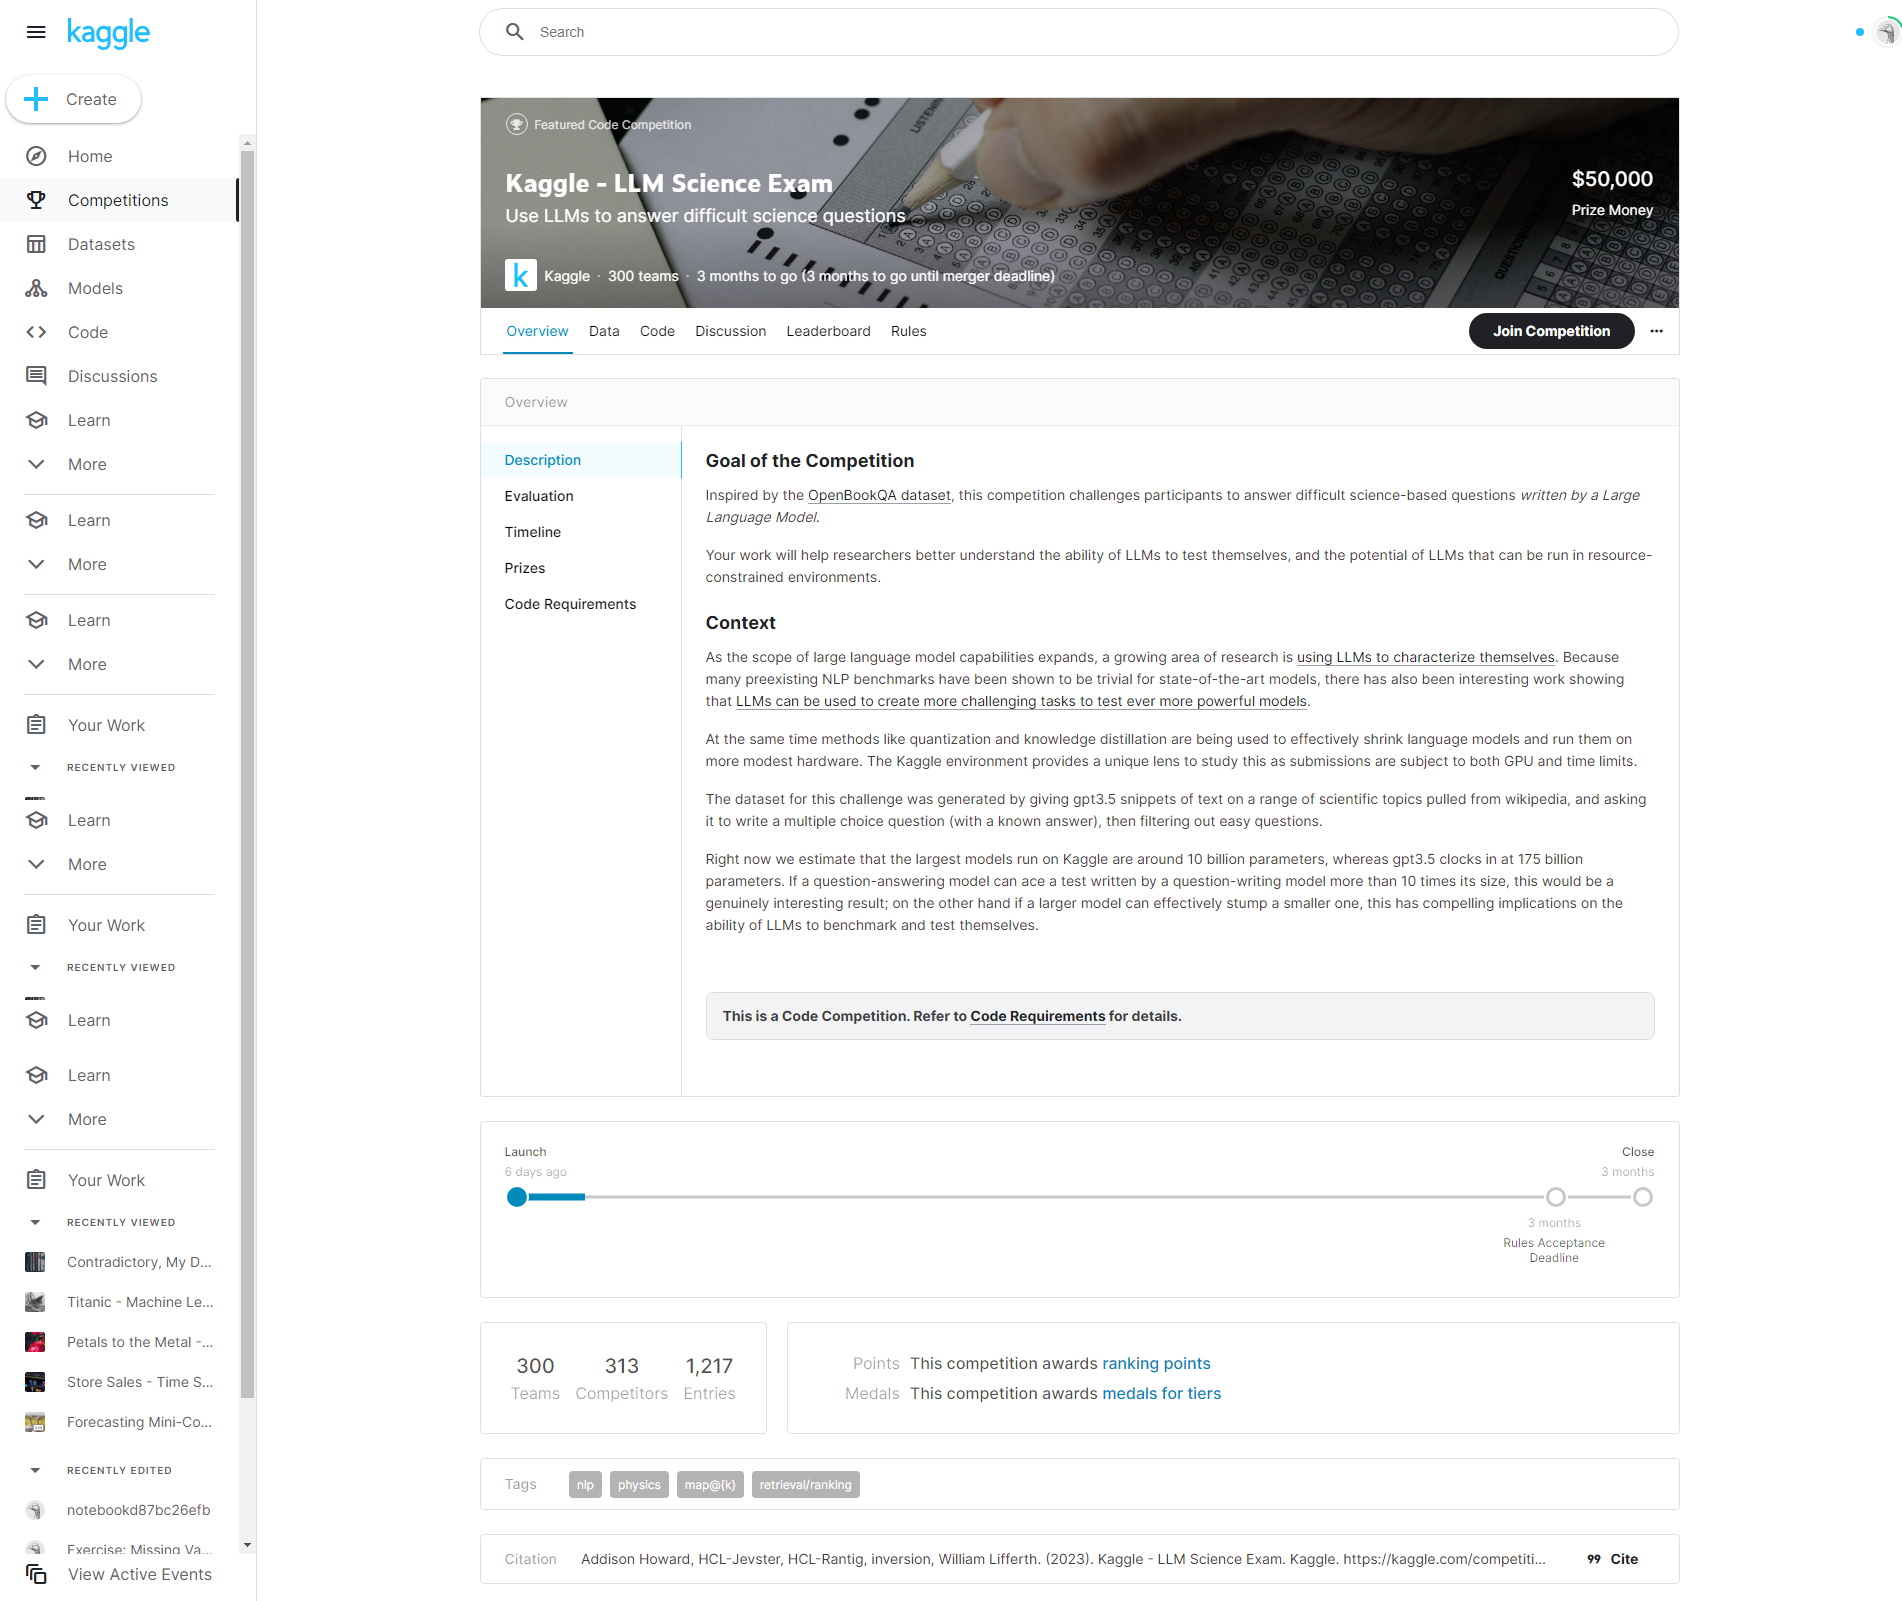 kaggle
Search
Create
Home
Competitions
Datasets
Models
Code
Discussions
Learn
More
Learn
More
Learn
More
Your Work
RECENTLY VIEWED
Learn
More
Your Work
RECENTLY VIEWED
Learn
Learn
More
Your Work
RECENTLY VIEWED
Contradictory, My D...
Titanic - Machine Le...
Petals to the Metal -...
Store Sales - Time S...
Forecasting Mini-Co...
RECENTLY EDITED
notebookd87bc26efb
Exercise: Missing Va...
View Active Events
Featured Code Competition
Kaggle - LLM Science Exam
Use LLMs to answer difficult science questions
$50,000
Prize Money
k Kaggle · 300 teams · 3 months to go (3 months to go until merger deadline)
LISTENING
Overview Data Code Discussion Leaderboard Rules
Join Competition
Overview
Description
Evaluation
Timeline
Prizes
Code Requirements
Goal of the Competition
Inspired by the OpenBookQA dataset, this competition challenges participants to answer difficult science-based questions written by a Large
Language Model.
Your work will help researchers better understand the ability of LLMs to test themselves, and the potential of LLMs that can be run in resource-
constrained environments.
Context
As the scope of large language model capabilities expands, a growing area of research is using LLMs to characterize themselves. Because
many preexisting NLP benchmarks have been shown to be trivial for state-of-the-art models, there has also been interesting work showing
that LLMs can be used to create more challenging tasks to test ever more powerful models.
At the same time methods like quantization and knowledge distillation are being used to effectively shrink language models and run them on
more modest hardware. The Kaggle environment provides a unique lens to study this as submissions are subject to both GPU and time limits.
The dataset for this challenge was generated by giving gpt3.5 snippets of text on a range of scientific topics pulled from wikipedia, and asking
it to write a multiple choice question (with a known answer), then filtering out easy questions.
Right now we estimate that the largest models run on Kaggle are around 10 billion parameters, whereas gpt3.5 clocks in at 175 billion
parameters. If a question-answering model can ace a test written by a question-writing model more than 10 times its size, this would be a
genuinely interesting result; on the other hand if a larger model can effectively stump a smaller one, this has compelling implications on the
ability of LLMs to benchmark and test themselves.
This is a Code Competition. Refer to Code Requirements for details.
Launch
6 days ago
Close
3 months
3 months
Rules Acceptance
Deadline
300 313 1,217
Teams Competitors Entries
Points This competition awards ranking points
Medals This competition awards medals for tiers
Tags nlp physics map@{k} retrieval/ranking
Citation Addison Howard, HCL-Jevster, HCL-Rantig, inversion, William Lifferth. (2023). Kaggle - LLM Science Exam. Kaggle. https://kaggle.com/competiti... Cite